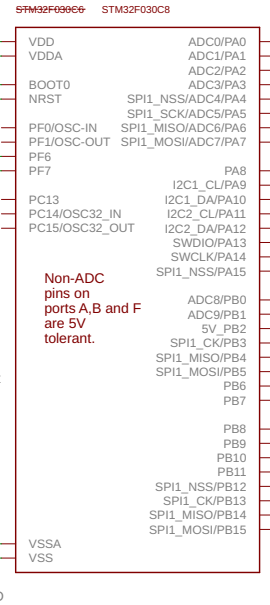 STM32F030C6 STM32F030C8
VDD
VDDA
BOOT0
NRST
PF0/OSC-IN
PF1/OSC-OUT
PF6
PF7
PC13
PC14/OSC32_IN
PC15/OSC32_OUT
Non-ADC
pins on
ports A,B and F
are 5V
tolerant.
VSSA
VSS
ADC0/PA0
ADC1/PA1
ADC2/PA2
ADC3/PA3
SPI1_NSS/ADC4/PA4
SPI1_SCK/ADC5/PA5
SPI1_MISO/ADC6/PA6
SPI1_MOSI/ADC7/PA7
PA8
I2C1_CL/PA9
I2C1_DA/PA10
I2C2_CL/PA11
I2C2_DA/PA12
SWDIO/PA13
SWCLK/PA14
SPI1_NSS/PA15
ADC8/PB0
ADC9/PB1
5V_PB2
SPI1_CK/PB3
SPI1_MISO/PB4
SPI1_MOSI/PB5
PB6
PB7
PB8
PB9
PB10
PB11
SPI1_NSS/PB12
SPI1_CK/PB13
SPI1_MISO/PB14
SPI1_MOSI/PB15